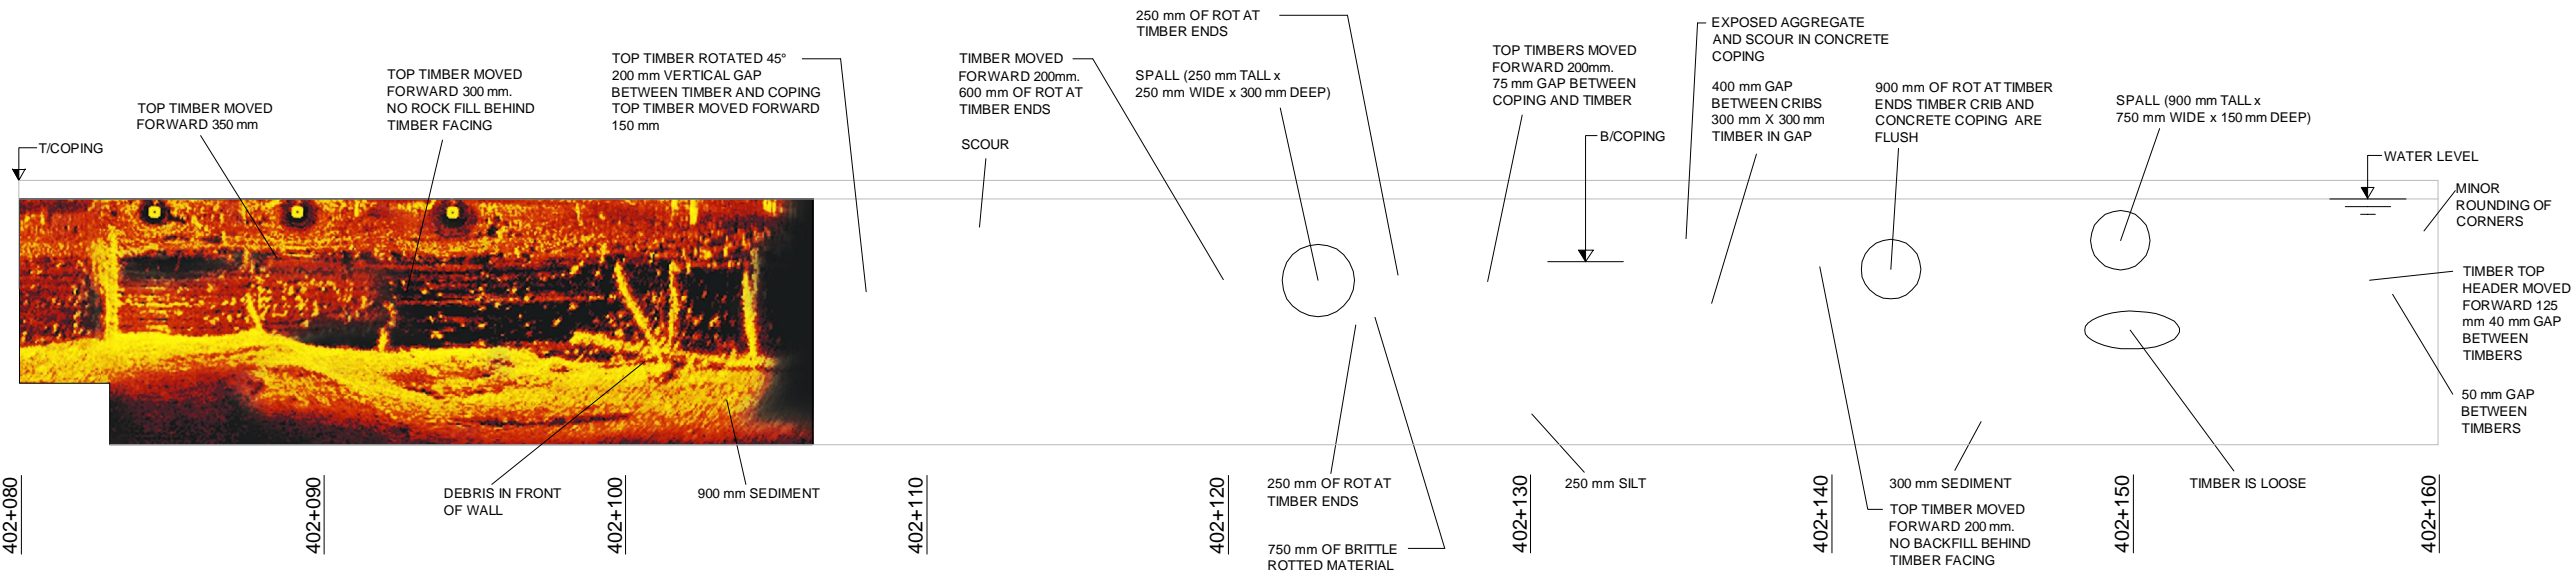 T/COPING
TOP TIMBER MOVED
FORWARD 350 mm
TOP TIMBER MOVED
FORWARD 300 mm.
NO ROCK FILL BEHIND
TIMBER FACING
TOP TIMBER ROTATED 45°
200 mm VERTICAL GAP
BETWEEN TIMBER AND COPING
TOP TIMBER MOVED FORWARD
150 mm
TIMBER MOVED
FORWARD 200mm.
600 mm OF ROT AT
TIMBER ENDS
SCOUR
250 mm OF ROT AT
TIMBER ENDS
SPALL (250 mm TALL x
250 mm WIDE x 300 mm DEEP)
TOP TIMBERS MOVED
FORWARD 200mm.
75 mm GAP BETWEEN
COPING AND TIMBER
B/COPING
EXPOSED AGGREGATE
AND SCOUR IN CONCRETE
COPING
400 mm GAP
BETWEEN CRIBS
300 mm X 300 mm
TIMBER IN GAP
900 mm OF ROT AT TIMBER
ENDS TIMBER CRIB AND
CONCRETE COPING ARE
FLUSH
SPALL (900 mm TALL x
750 mm WIDE x 150 mm DEEP)
WATER LEVEL
MINOR
ROUNDING OF
CORNERS
TIMBER TOP
HEADER MOVED
FORWARD 125
mm 40 mm GAP
BETWEEN
TIMBERS
50 mm GAP
BETWEEN
TIMBERS
DEBRIS IN FRONT
OF WALL
900 mm SEDIMENT
250 mm OF ROT AT
TIMBER ENDS
750 mm OF BRITTLE
ROTTED MATERIAL
250 mm SILT
300 mm SEDIMENT
TOP TIMBER MOVED
FORWARD 200 mm.
NO BACKFILL BEHIND
TIMBER FACING
TIMBER IS LOOSE
402+080
402+090
402+100
402+110
402+120
402+130
402+140
402+150
402+160